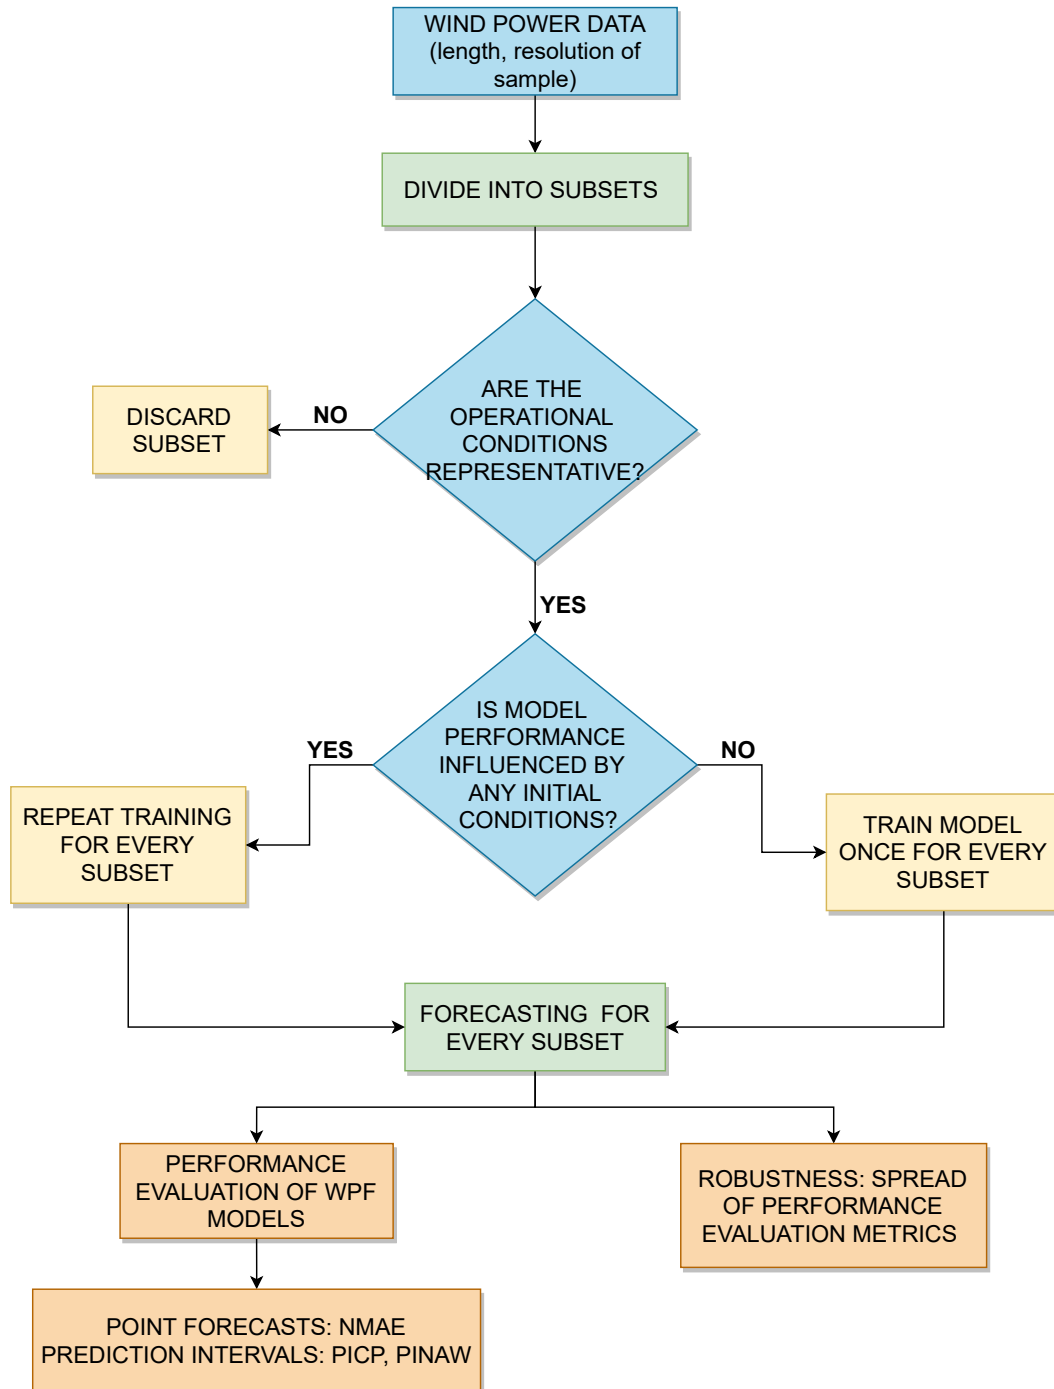 WIND POWER DATA
(length, resolution of
sample)
DIVIDE INTO SUBSETS
ARE THE
OPERATIONAL
CONDITIONS
REPRESENTATIVE?
NO
DISCARD
SUBSET
YES
IS MODEL
PERFORMANCE
INFLUENCED BY
ANY INITIAL
CONDITIONS?
YES
NO
REPEAT TRAINING
FOR EVERY
SUBSET
TRAIN MODEL
ONCE FOR EVERY
SUBSET
FORECASTING FOR
EVERY SUBSET
PERFORMANCE
EVALUATION OF WPF
MODELS
ROBUSTNESS: SPREAD
OF PERFORMANCE
EVALUATION METRICS
POINT FORECASTS: NMAE
PREDICTION INTERVALS: PICP, PINAW